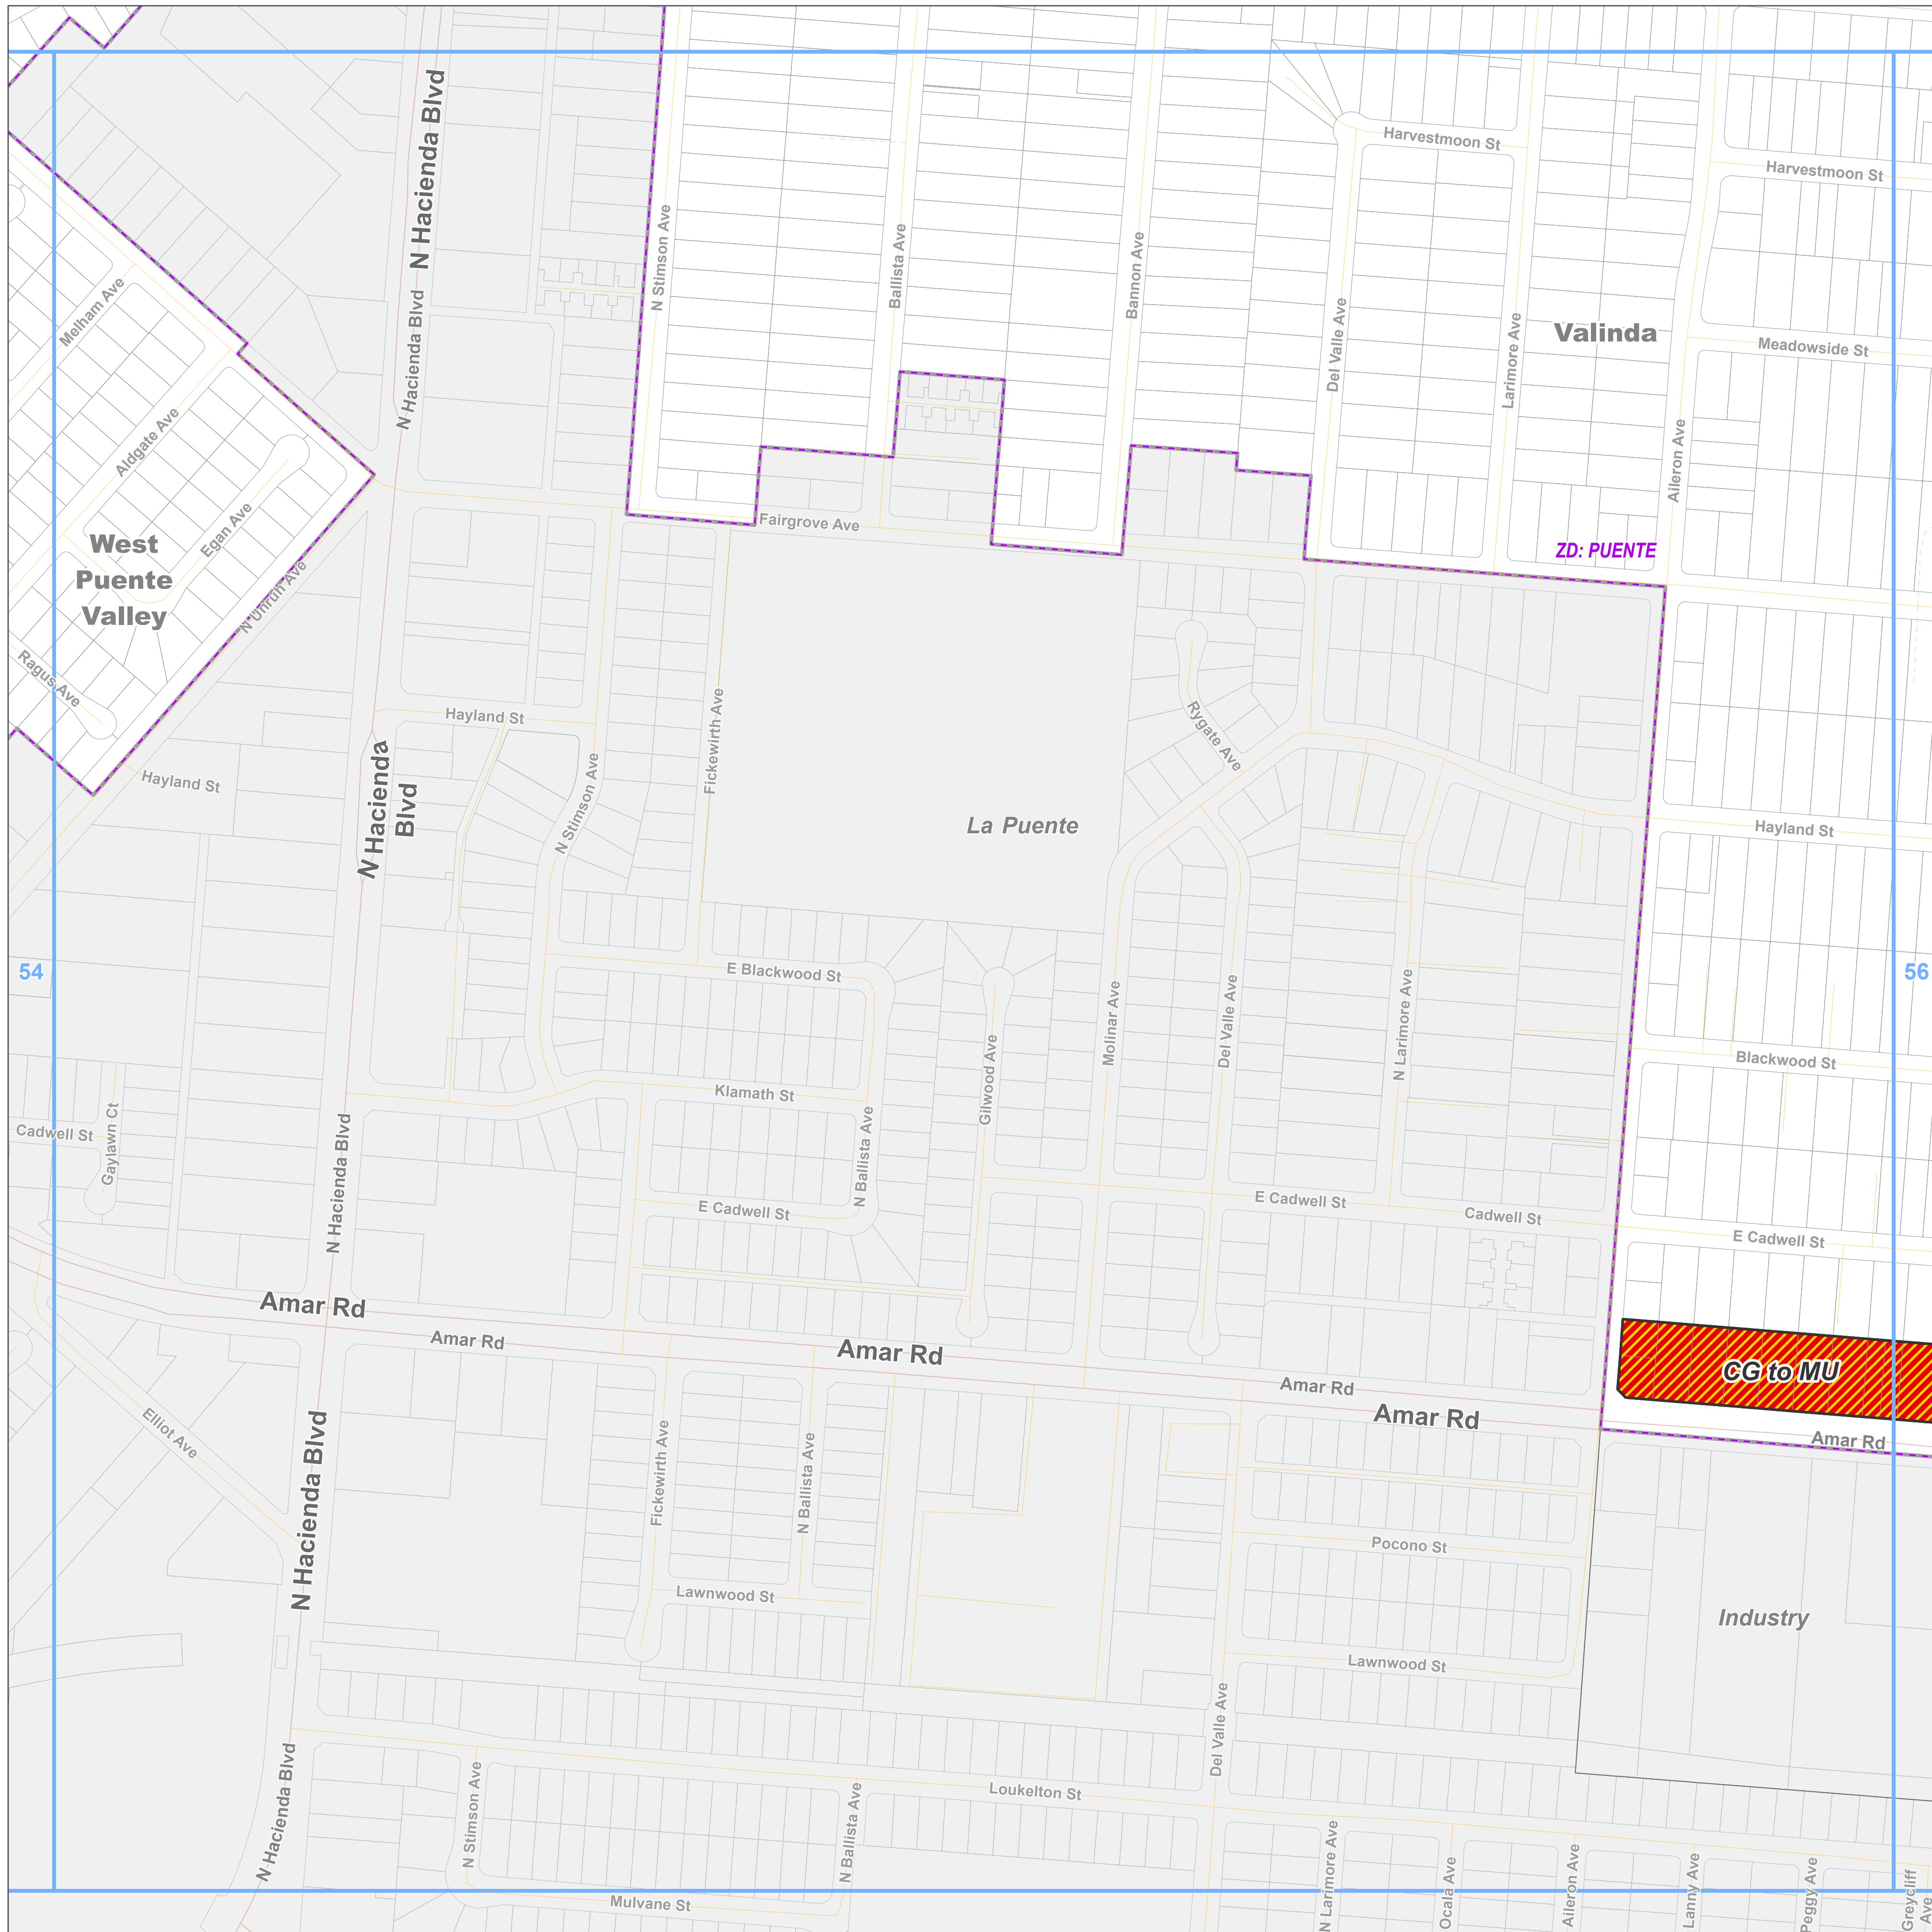 N Hacienda Blvd
Harvestmoon St
Harvestmoon St
N Stimson Ave
Ballista Ave
Bannon Ave
Melham Ave
N Hacienda Blvd
Del Valle Ave
Larimore Ave
Valinda
Meadowside St
Aldgate Ave
Aileron Ave
Egan Ave
Fairgrove Ave
West
Puente
Valley
ZD: PUENTE
N Unruh Ave
Ragus Ave
Hayland St
Fickewirth Ave
Rygate Ave
Hayland St
N Hacienda
Blvd
N Stimson Ave
La Puente
Hayland St
54
E Blackwood St
56
Molinar Ave
Del Valle Ave
N Larimore Ave
Gilwood Ave
Blackwood St
Klamath St
Cadwell St
Gaylawn Ct
N Hacienda Blvd
N Ballista Ave
E Cadwell St
E Cadwell St
Cadwell St
E Cadwell St
Amar Rd
Amar Rd
Amar Rd
Amar Rd
Amar Rd
CG to MU
Amar Rd
Elliot Ave
N Hacienda Blvd
Fickewirth Ave
N Ballista Ave
Pocono St
Lawnwood St
Industry
Lawnwood St
Del Valle Ave
N Hacienda Blvd
N Stimson Ave
N Ballista Ave
Loukelton St
Mulvane St
N Larimore Ave
Ocala Ave
Aileron Ave
Lanny Ave
Peggy Ave
Greycliff
Ave